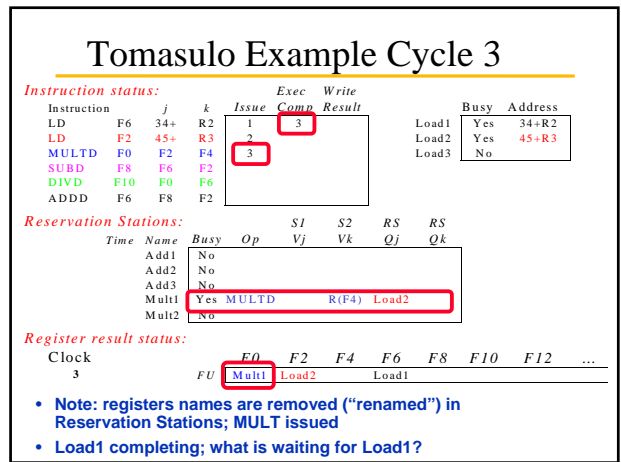 Tomasulo Example Cycle 3
Instruction status: Exec Write
Instruction j k Issue Comp Result Busy Address
LD F6 34+ R2 1 3 Load1 Yes 34+R2
LD F2 45+ R3 2 Load2 Yes 45+R3
MULTD F0 F2 F4 3 Load3 No
SUBD F8 F6 F2
DIVD F10 F0 F6
ADDD F6 F8 F2
Reservation Stations: S1 S2 RS RS
Time Name Busy Op Vj Vk Qj Qk
Add1 No
Add2 No
Add3 No
Mult1 Yes MULTD R(F4) Load2
Mult2 No
Register result status:
Clock F0 F2 F4 F6 F8 F10 F12 ...
3 FU Mult1 Load2 Load1
• Note: registers names are removed ("renamed") in
Reservation Stations; MULT issued
• Load1 completing; what is waiting for Load1?